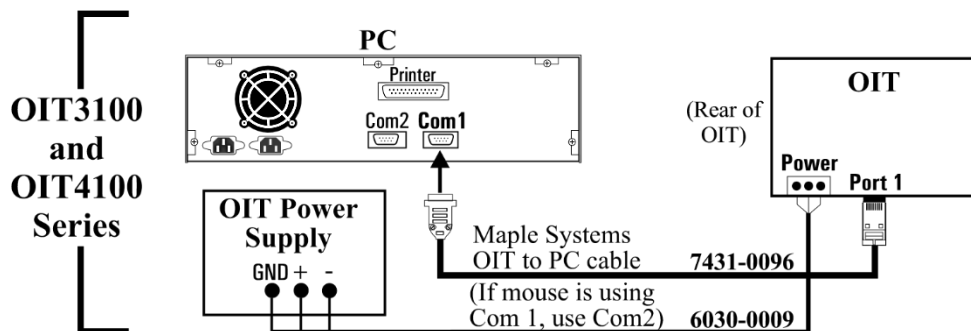 OIT3100
and
OIT4100
Series
PC
Printer
Com2 Com1
OIT Power
Supply
GND + -
OIT
(Rear of
OIT)
Power
Port 1
Maple Systems
OIT to PC cable 7431-0096
(If mouse is using
Com 1, use Com2) 6030-0009